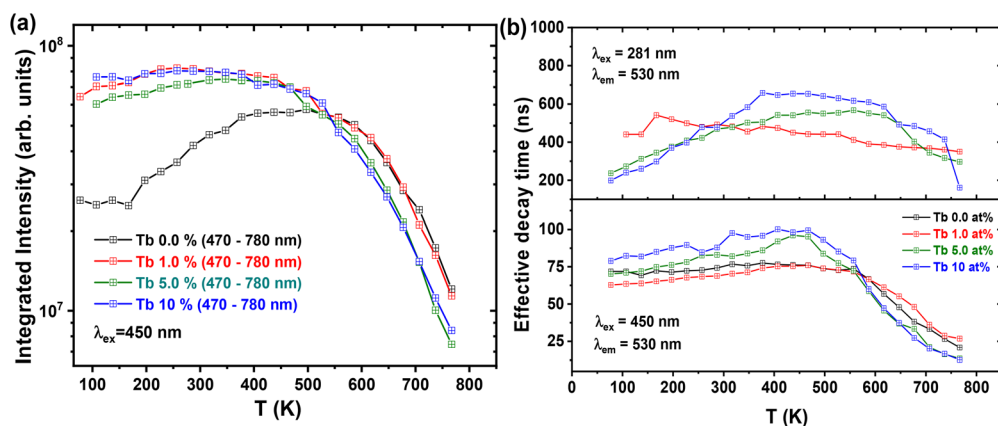 (a)
Integrated Intensity (arb. units)
10⁸
10⁷
Tb 0.0 % (470 - 780 nm)
Tb 1.0 % (470 - 780 nm)
Tb 5.0 % (470 - 780 nm)
Tb 10 % (470 - 780 nm)
λex =450 nm
100 200 300 400 500 600 700 800
T (K)
(b)
Effective decay time (ns)
1000
800
600
400
200
λex = 281 nm
λem = 530 nm
100
75
50
25
Tb 0.0 at%
Tb 1.0 at%
Tb 5.0 at%
Tb 10 at%
λex = 450 nm
λem = 530 nm
0 100 200 300 400 500 600 700 800
T (K)